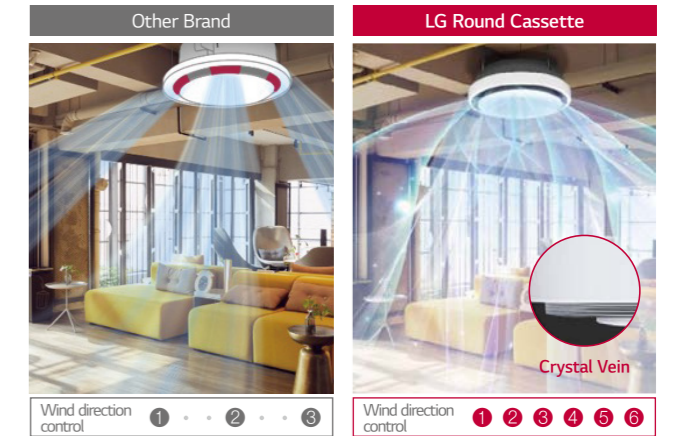 Other Brand
LG Round Cassette
Crystal Vein
Wind direction
control
1 2 3
Wind direction
control
1 2 3 4 5 6